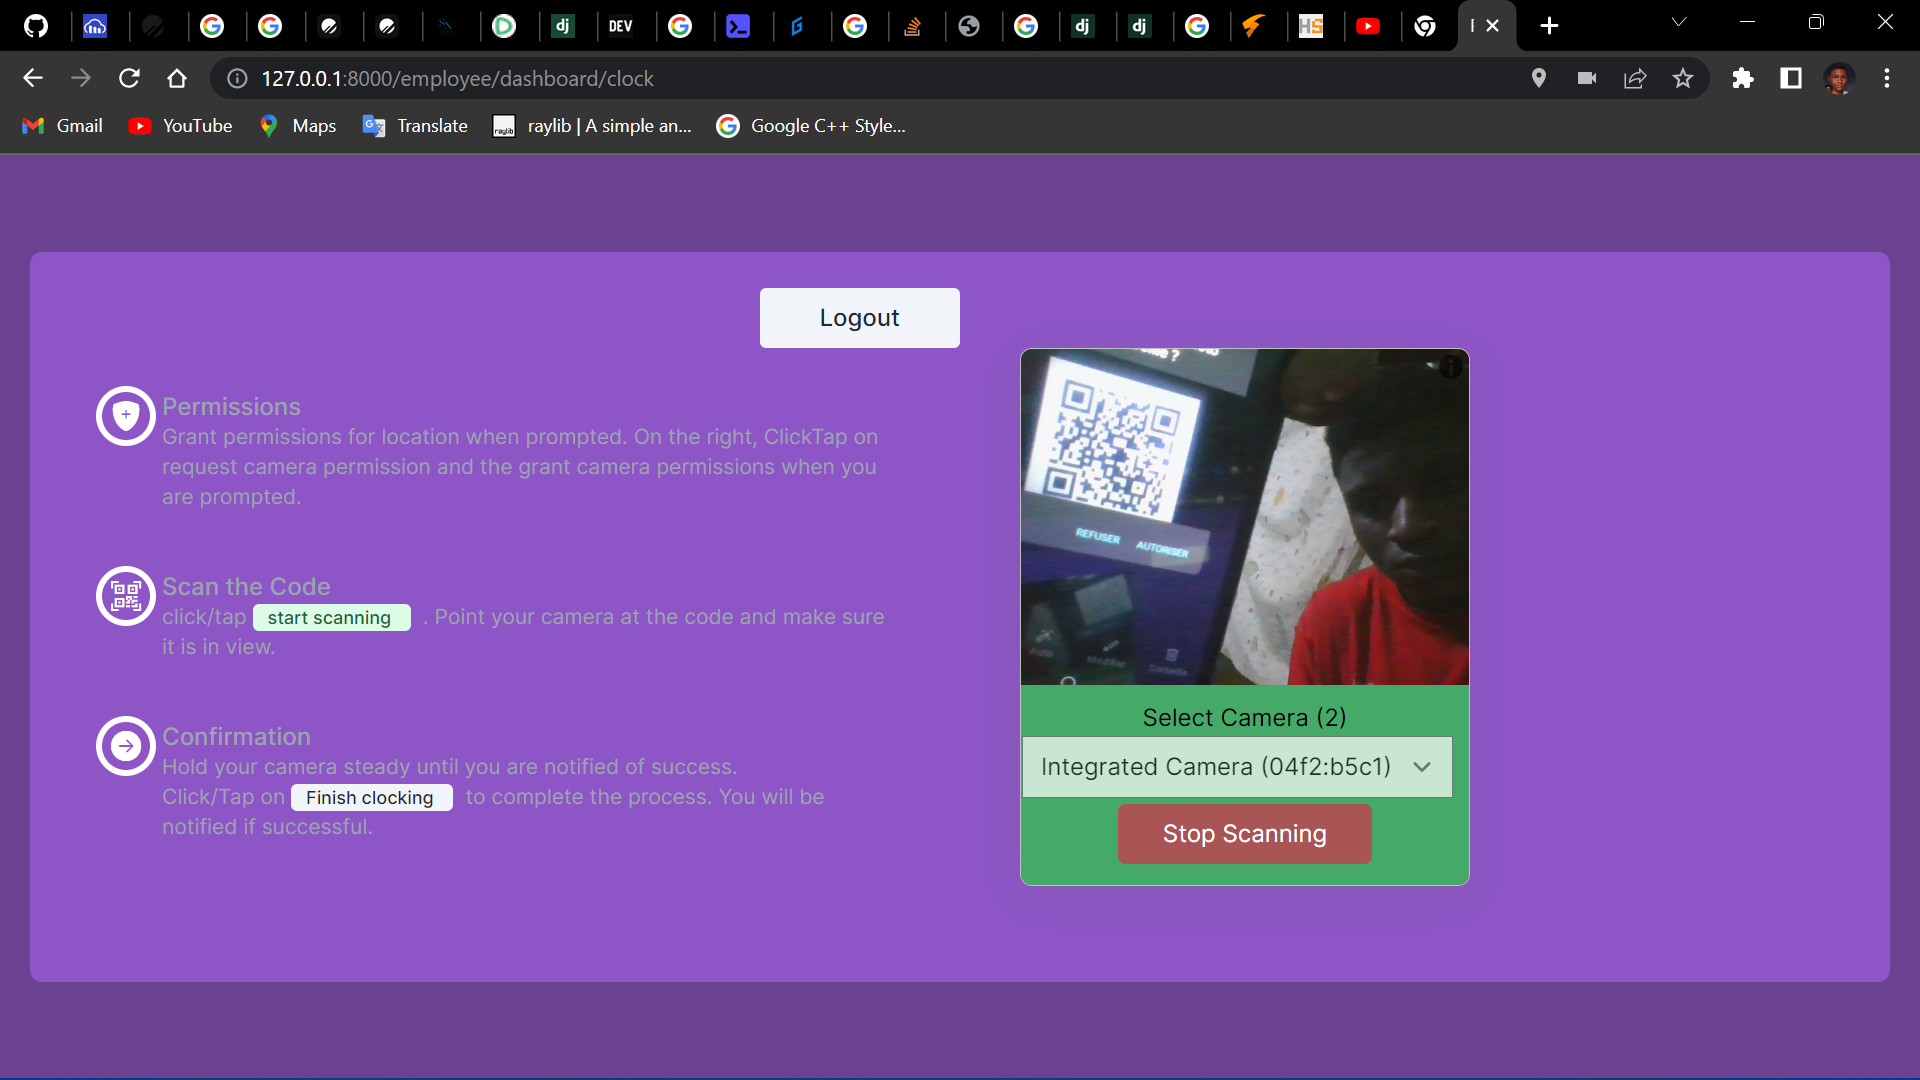 DEV
127.0.0.1:8000/employee/dashboard/clock
Gmail
YouTube
Maps
Translate
raylib | A simple an...
Google C++ Style...
Logout
Permissions
Grant permissions for location when prompted. On the right, ClickTap on
request camera permission and the grant camera permissions when you
are prompted.
Scan the Code
click/tap start scanning . Point your camera at the code and make sure
it is in view.
Confirmation
Hold your camera steady until you are notified of success.
Click/Tap on Finish clocking to complete the process. You will be
notified if successful.
REFUSER AUTORISER
Auto Modifier Corbeille
Select Camera (2)
Integrated Camera (04f2:b5c1)
Stop Scanning